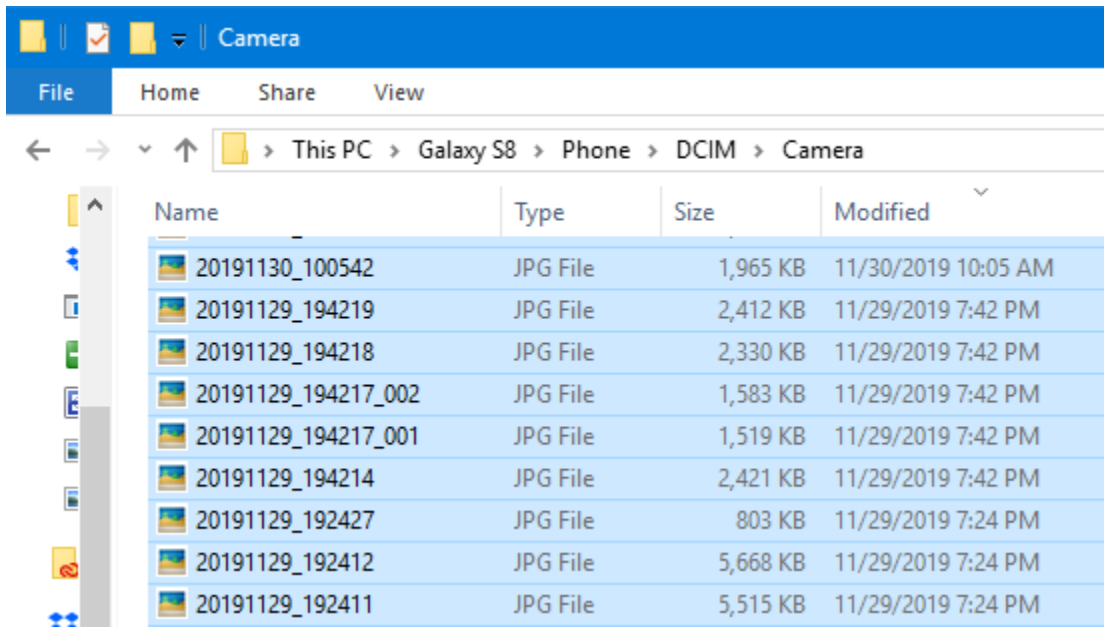 Camera
File Home Share View
This PC > Galaxy S8 > Phone > DCIM > Camera
Name Type Size Modified
20191130_100542 JPG File 1,965 KB 11/30/2019 10:05 AM
20191129_194219 JPG File 2,412 KB 11/29/2019 7:42 PM
20191129_194218 JPG File 2,330 KB 11/29/2019 7:42 PM
20191129_194217_002 JPG File 1,583 KB 11/29/2019 7:42 PM
20191129_194217_001 JPG File 1,519 KB 11/29/2019 7:42 PM
20191129_194214 JPG File 2,421 KB 11/29/2019 7:42 PM
20191129_192427 JPG File 803 KB 11/29/2019 7:24 PM
20191129_192412 JPG File 5,668 KB 11/29/2019 7:24 PM
20191129_192411 JPG File 5,515 KB 11/29/2019 7:24 PM